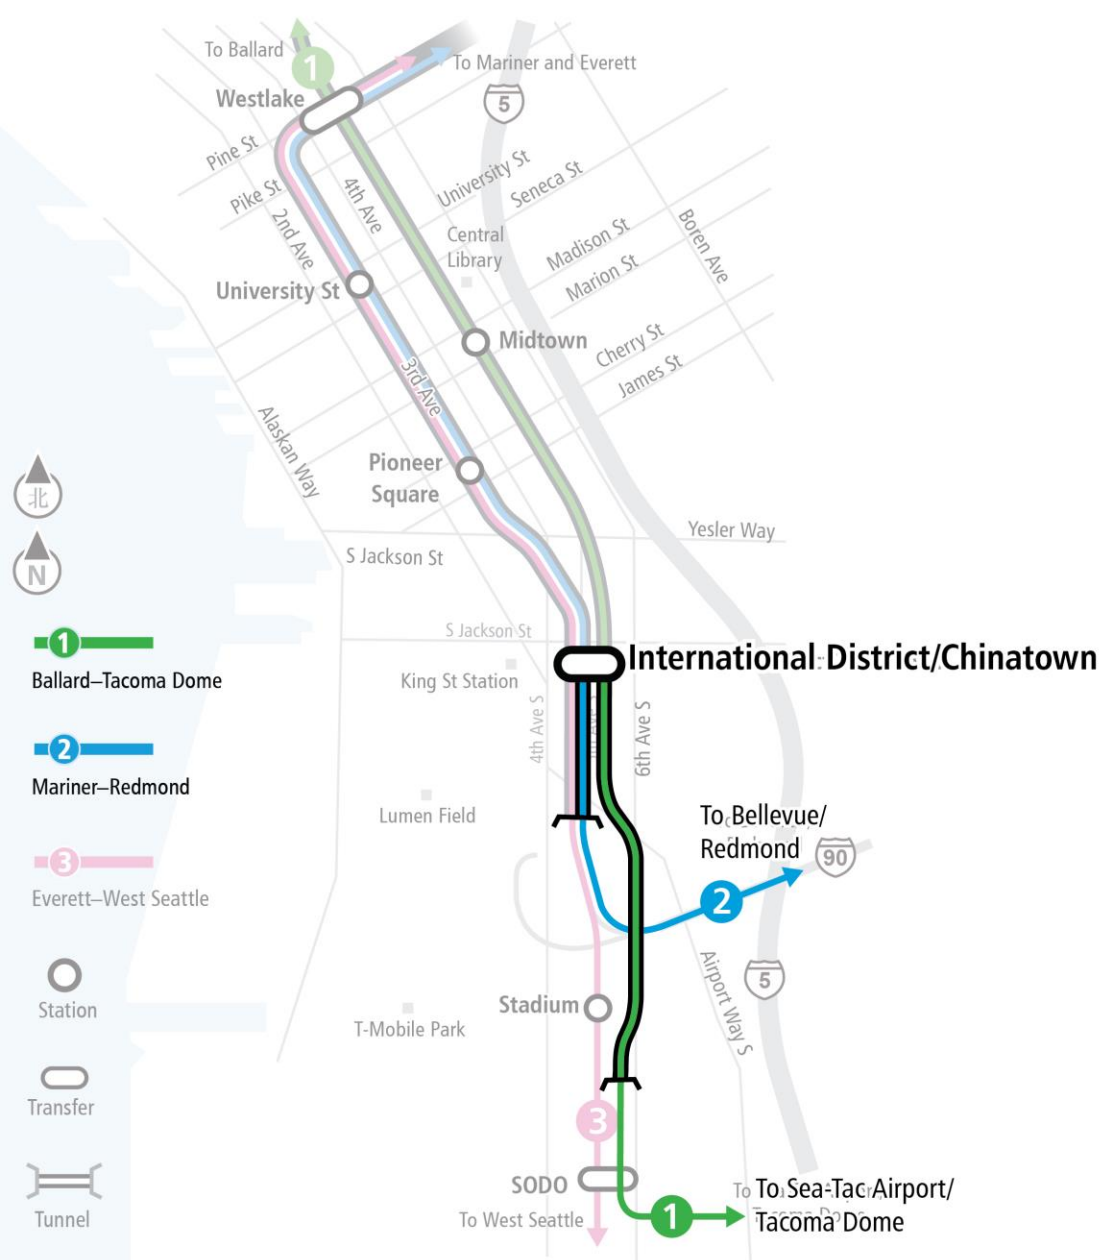 To Ballard
1
To Mariner and Everett
Westlake
5
Pine St
Pike St
University St
Seneca St
4th Ave
2nd Ave
Central
Library
Madison St
Marion St
Boren Ave
University St
Midtown
Cherry St
James St
3rd Ave
Alaskan Way
Pioneer
Square
北
N
Yesler Way
S Jackson St
1
Ballard–Tacoma Dome
S Jackson St
International District/Chinatown
King St Station
4th Ave S
6th Ave S
2
Mariner–Redmond
Lumen Field
To Bellevue/
Redmond
90
3
Everett–West Seattle
2
Airport Way S
5
Station
Stadium
T-Mobile Park
Transfer
3
SODO
To Sea-Tac Airport/
Tacoma Dome
Tunnel
To West Seattle
1